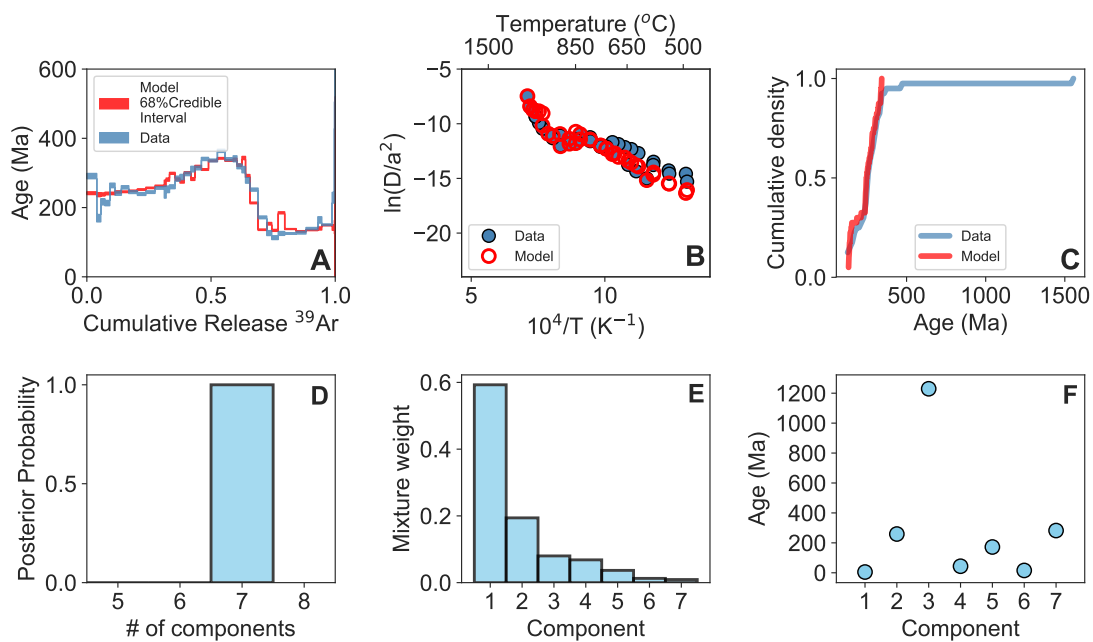 600
400
200
0
Age (Ma)
Model
68%Credible
Interval
Data
A
0.0
0.5
1.0
Cumulative Release ³⁹Ar
Temperature (°C)
1500
850
650
500
−5
−10
−15
−20
ln(D/a²)
Data
Model
B
5
10
10⁴/T (K⁻¹)
1.0
0.5
0.0
Cumulative density
Data
Model
C
500
1000
1500
Age (Ma)
1.0
0.5
0.0
Posterior Probability
D
5
6
7
8
# of components
0.6
0.4
0.2
0.0
Mixture weight
E
1 2 3 4 5 6 7
Component
1200
1000
800
600
400
200
0
Age (Ma)
F
1 2 3 4 5 6 7
Component